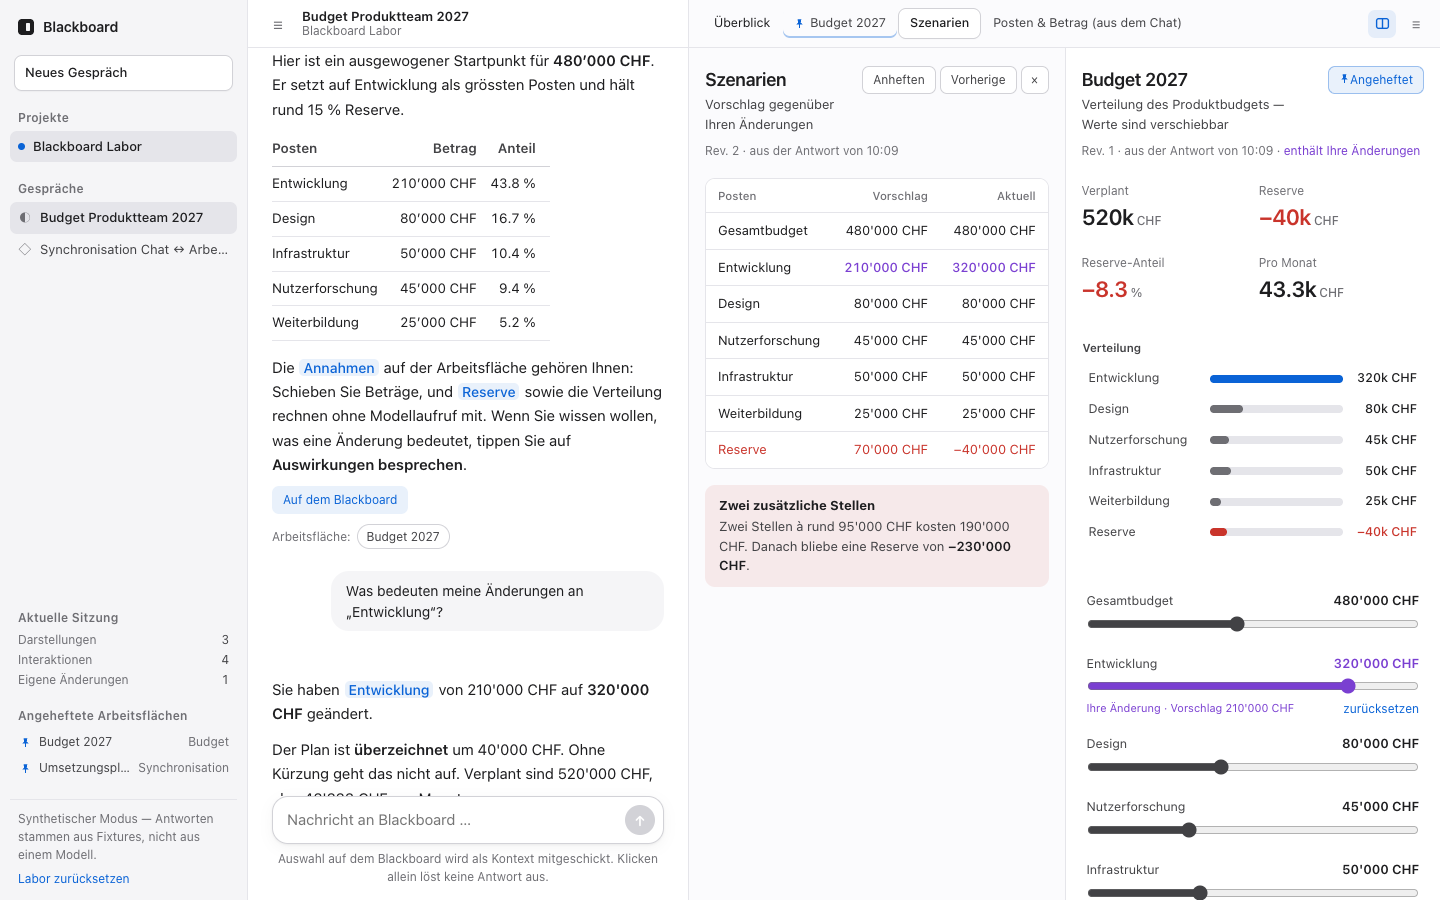 Blackboard
Neues Gespräch
Projekte
Blackboard Labor
Gespräche
Budget Produktteam 2027
Synchronisation Chat ↔ Arbe...
Aktuelle Sitzung
Darstellungen 3
Interaktionen 4
Eigene Änderungen 1
Angeheftete Arbeitsflächen
Budget 2027 Budget
Umsetzungspl... Synchronisation
Synthetischer Modus — Antworten
stammen aus Fixtures, nicht aus
einem Modell.
Labor zurücksetzen
Budget Produktteam 2027
Blackboard Labor
Hier ist ein ausgewogener Startpunkt für 480’000 CHF.
Er setzt auf Entwicklung als grössten Posten und hält
rund 15 % Reserve.
Posten Betrag Anteil
Entwicklung 210’000 CHF 43.8 %
Design 80’000 CHF 16.7 %
Infrastruktur 50’000 CHF 10.4 %
Nutzerforschung 45’000 CHF 9.4 %
Weiterbildung 25’000 CHF 5.2 %
Die Annahmen auf der Arbeitsfläche gehören Ihnen:
Schieben Sie Beträge, und Reserve sowie die Verteilung
rechnen ohne Modellaufruf mit. Wenn Sie wissen wollen,
was eine Änderung bedeutet, tippen Sie auf
Auswirkungen besprechen.
Auf dem Blackboard
Arbeitsfläche: Budget 2027
Was bedeuten meine Änderungen an
„Entwicklung“?
Sie haben Entwicklung von 210'000 CHF auf 320'000
CHF geändert.
Der Plan ist überzeichnet um 40'000 CHF. Ohne
Kürzung geht das nicht auf. Verplant sind 520'000 CHF,
Nachricht an Blackboard ...
Auswahl auf dem Blackboard wird als Kontext mitgeschickt. Klicken
allein löst keine Antwort aus.
Überblick Budget 2027 Szenarien Posten & Betrag (aus dem Chat)
Szenarien Anheften Vorherige ×
Vorschlag gegenüber
Ihren Änderungen
Rev. 2 · aus der Antwort von 10:09
Posten Vorschlag Aktuell
Gesamtbudget 480'000 CHF 480'000 CHF
Entwicklung 210'000 CHF 320'000 CHF
Design 80'000 CHF 80'000 CHF
Nutzerforschung 45'000 CHF 45'000 CHF
Infrastruktur 50'000 CHF 50'000 CHF
Weiterbildung 25'000 CHF 25'000 CHF
Reserve 70'000 CHF −40'000 CHF
Zwei zusätzliche Stellen
Zwei Stellen à rund 95'000 CHF kosten 190'000
CHF. Danach bliebe eine Reserve von −230'000
CHF.
Budget 2027 Angeheftet
Verteilung des Produktbudgets —
Werte sind verschiebbar
Rev. 1 · aus der Antwort von 10:09 · enthält Ihre Änderungen
Verplant Reserve
520k CHF −40k CHF
Reserve-Anteil Pro Monat
−8.3 % 43.3k CHF
Verteilung
Entwicklung 320k CHF
Design 80k CHF
Nutzerforschung 45k CHF
Infrastruktur 50k CHF
Weiterbildung 25k CHF
Reserve −40k CHF
Gesamtbudget 480'000 CHF
Entwicklung 320'000 CHF
Ihre Änderung · Vorschlag 210'000 CHF zurücksetzen
Design 80'000 CHF
Nutzerforschung 45'000 CHF
Infrastruktur 50'000 CHF